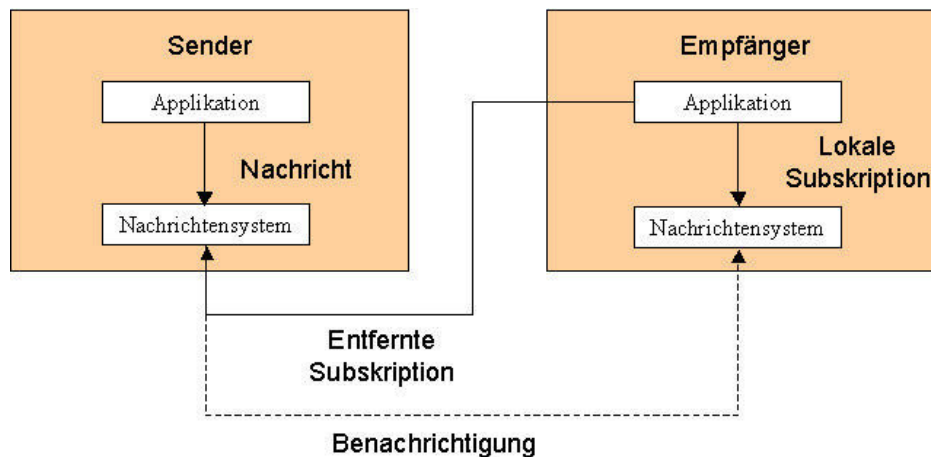 Sender
Applikation
Nachricht
Nachrichtensystem
Empfänger
Applikation
Lokale
Subskription
Nachrichtensystem
Entfernte
Subskription
Benachrichtigung